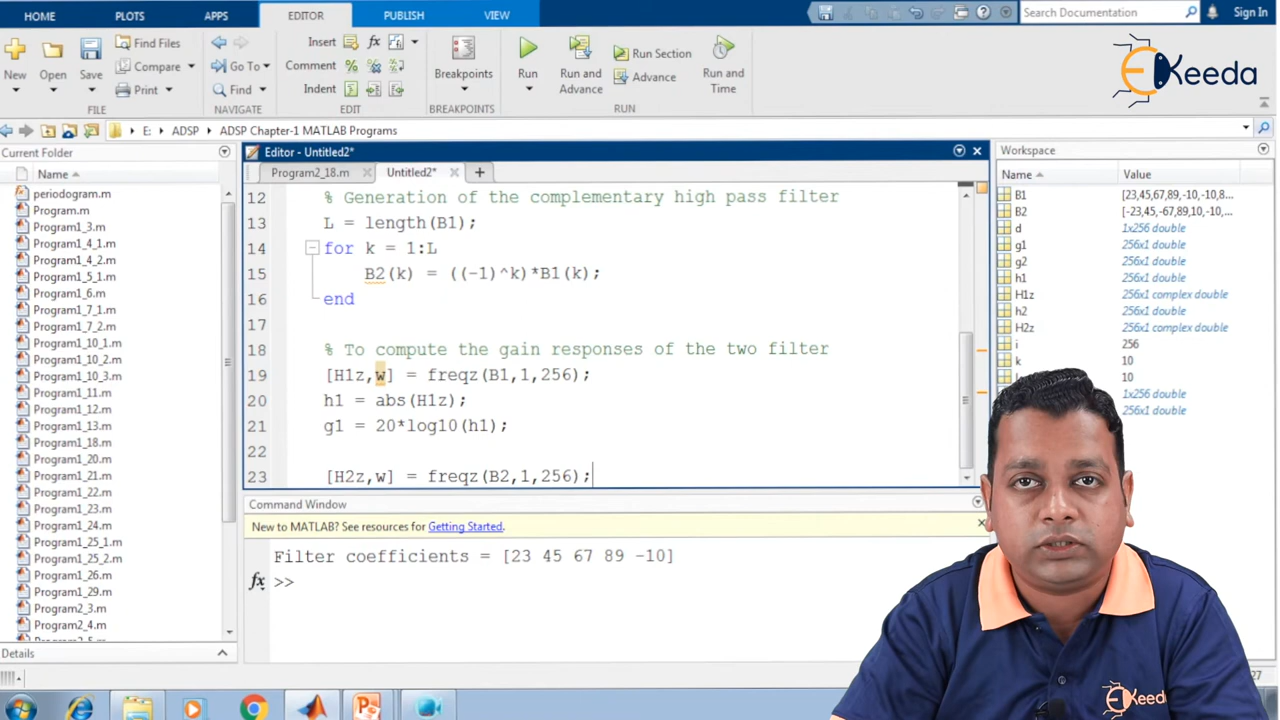 HOME PLOTS APPS EDITOR PUBLISH VIEW Search Documentation Sign In
New Open Save Find Files Compare Print
Insert fx
Comment %
Indent
Go To
Find
Breakpoints Run Run and Advance Run Section Advance Run and Time
FILE NAVIGATE EDIT BREAKPOINTS RUN
EKeeda
E: ADSP ADSP Chapter-1 MATLAB Programs
Current Folder
Name
periodogram.m
Program.m
Program1_3.m
Program1_4_1.m
Program1_4_2.m
Program1_5_1.m
Program1_6.m
Program1_7_1.m
Program1_7_2.m
Program1_10_1.m
Program1_10_2.m
Program1_10_3.m
Program1_11.m
Program1_12.m
Program1_18.m
Program1_21.m
Program1_22.m
Program1_23.m
Program1_24.m
Program1_25_1.m
Program1_25_2.m
Program1_26.m
Program1_29.m
Program2_3.m
Program2_4.m
Program2_5.m
Details
Editor - Untitled2*
Program2_18.m Untitled2*
12 % Generation of the complementary high pass filter
13 L = length(B1);
14 for k = 1:L
15 B2(k) = ((-1)^k)*B1(k);
16 end
17
18 % To compute the gain responses of the two filter
19 [H1z,w] = freqz(B1,1,256);
20 h1 = abs(H1z);
21 g1 = 20*log10(h1);
22
23 [H2z,w] = freqz(B2,1,256);
Command Window
New to MATLAB? See resources for Getting Started.
Filter coefficients = [23 45 67 89 -10]
fx >>
Workspace
Name Value
B1 [23,45,67,89,-10,-10,8...
B2 [-23,45,-67,89,10,-10,...
d 1x256 double
g1 256x1 double
g2 256x1 double
h1 256x1 double
H1z 256x1 complex double
h2 256x1 double
H2z 256x1 complex double
i 256
k 10
10
1x256 double
256x1 double
27
EKeeda